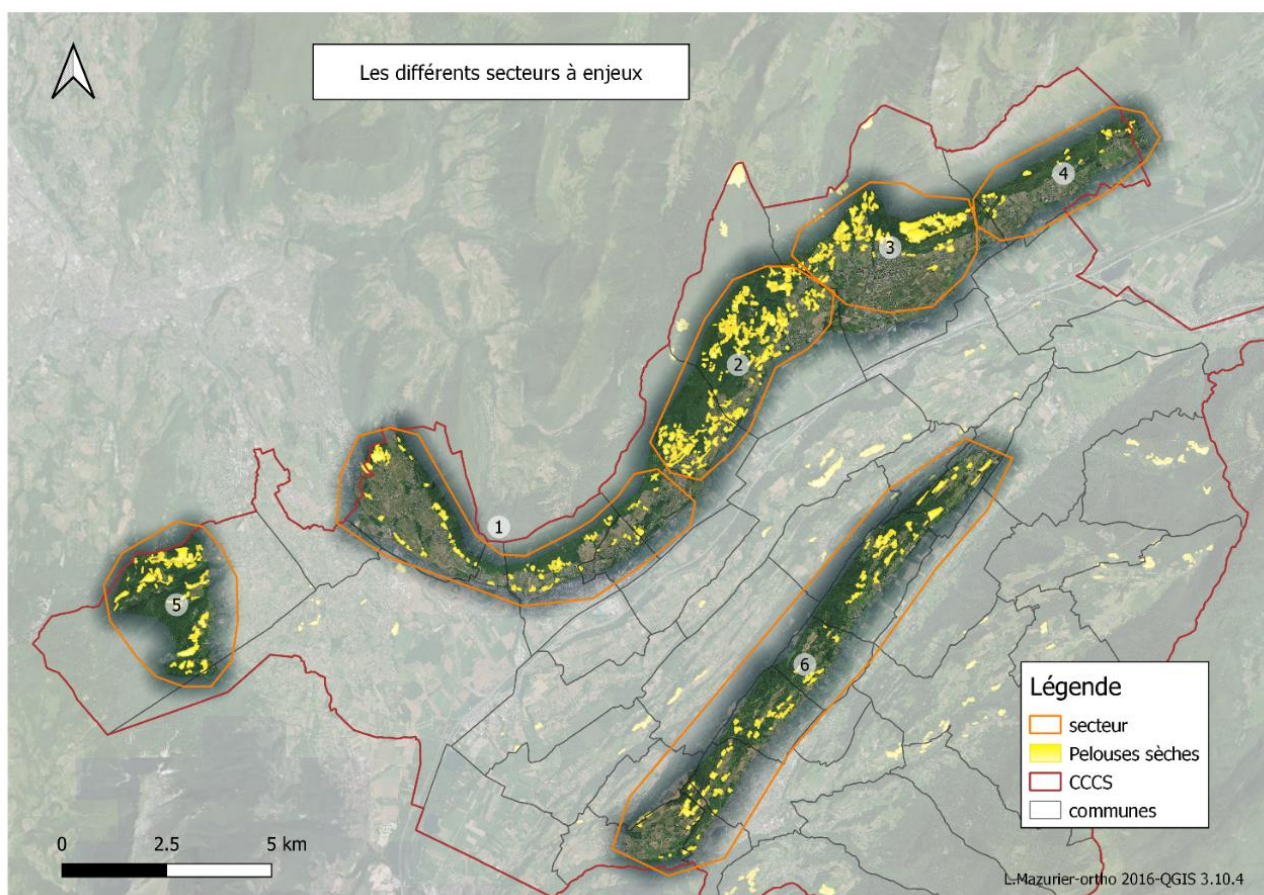 Les différents secteurs à enjeux
4
3
2
1
5
6
Légende
secteur
Pelouses sèches
CCCS
communes
0 2.5 5 km
L.Mazurier-ortho 2016-QGIS 3.10.4